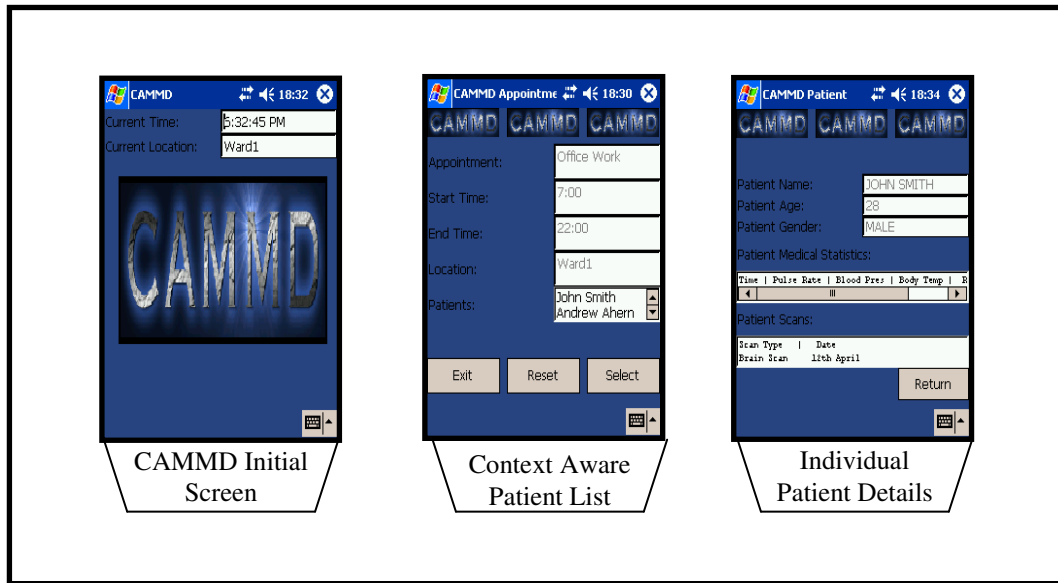 CAMMD 18:32
Current Time: 5:32:45 PM
Current Location: Ward1
CAMMD
CAMMD Initial
Screen
CAMMD Appointme 18:30
CAMMD CAMMD CAMMD
Appointment: Office Work
Start Time: 7:00
End Time: 22:00
Location: Ward1
Patients: John Smith
Andrew Ahern
Exit Reset Select
Context Aware
Patient List
CAMMD Patient 18:34
CAMMD CAMMD CAMMD
Patient Name: JOHN SMITH
Patient Age: 28
Patient Gender: MALE
Patient Medical Statistics:
Time | Pulse Rate | Blood Pres | Body Temp | R
Patient Scans:
Scan Type | Date
Brain Scan 12th April
Return
Individual
Patient Details